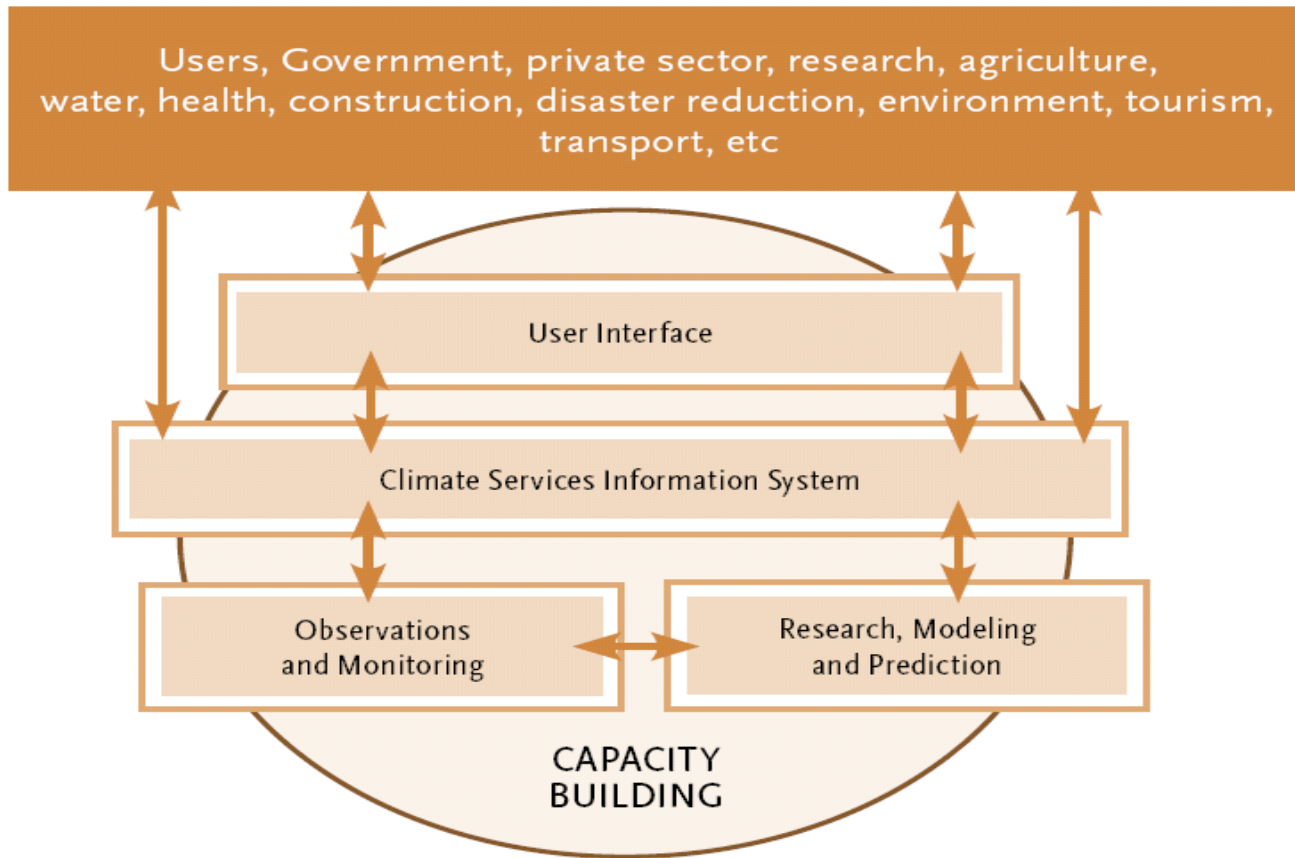 Users, Government, private sector, research, agriculture,
water, health, construction, disaster reduction, environment, tourism,
transport, etc
User Interface
Climate Services Information System
Observations
and Monitoring
Research, Modeling
and Prediction
CAPACITY
BUILDING